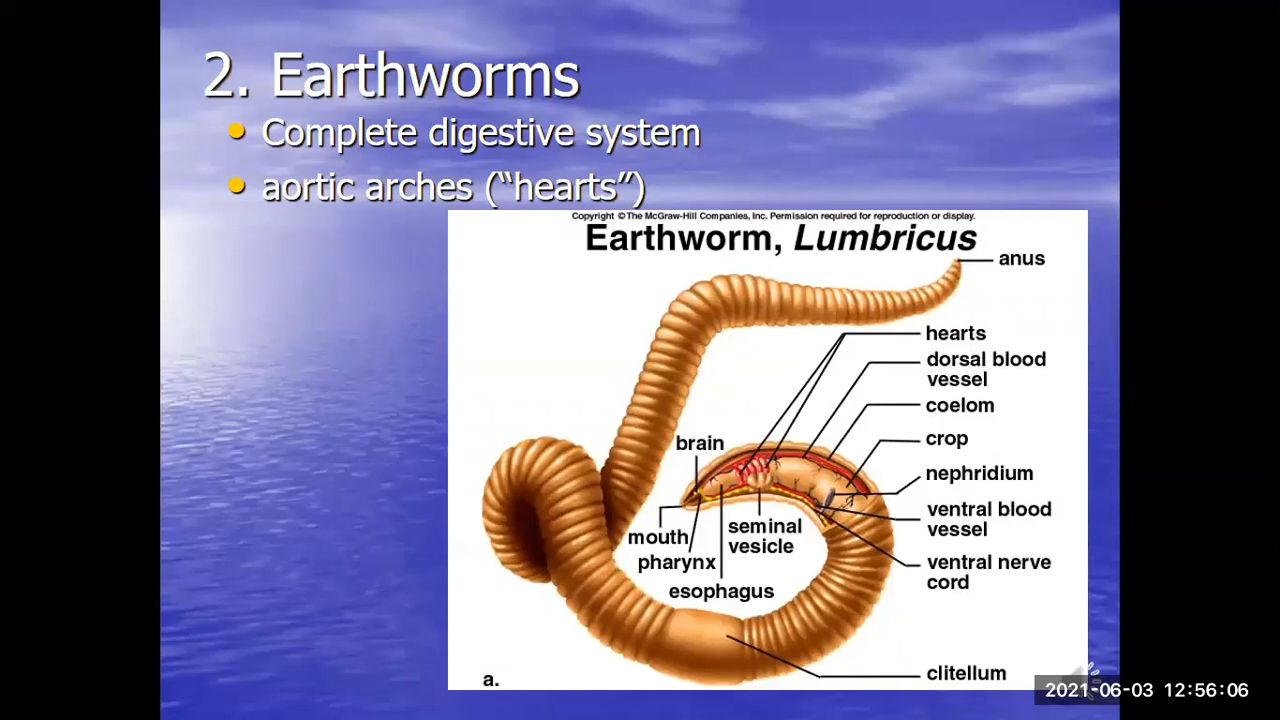 2. Earthworms
• Complete digestive system
• aortic arches (“hearts”)
Copyright ©The McGraw-Hill Companies, Inc. Permission required for reproduction or display.
Earthworm, Lumbricus
anus
hearts
dorsal blood
vessel
coelom
crop
brain
nephridium
ventral blood
vessel
seminal
vesicle
mouth
pharynx
ventral nerve
cord
esophagus
clitellum
a.
2021-06-03 12:56:06